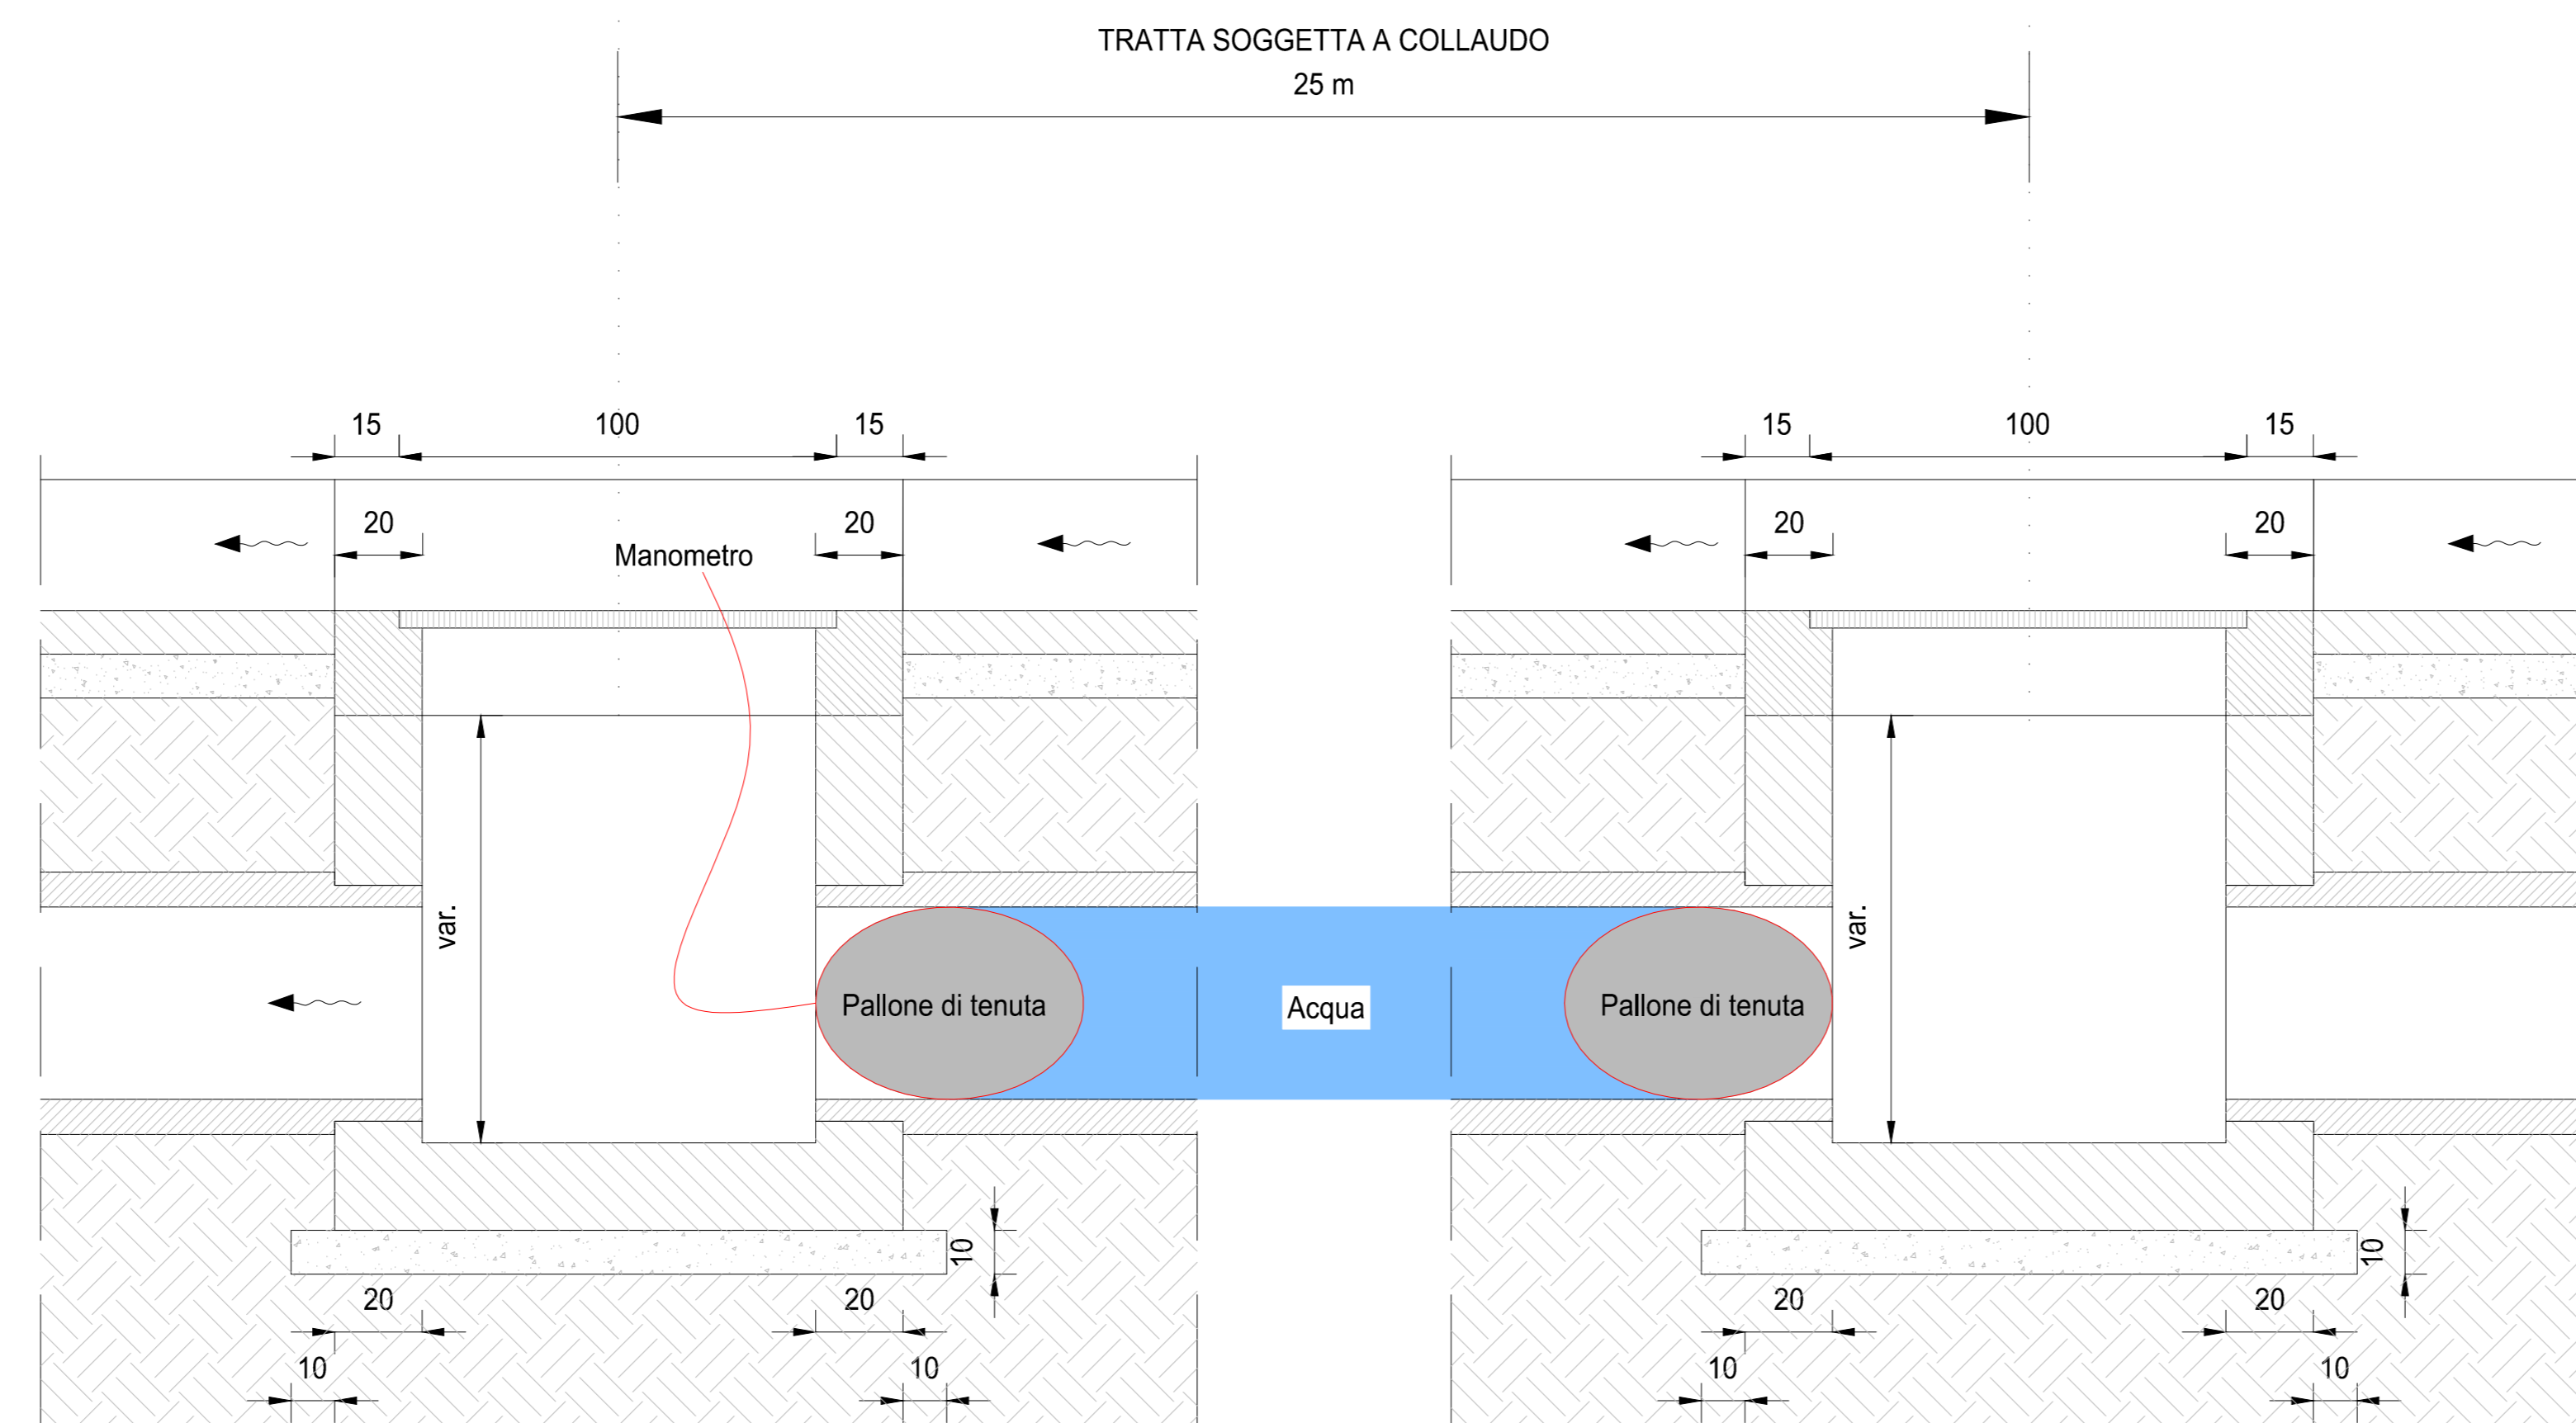 TRATTA SOGGETTA A COLLAUDO
25 m
15 100 15 15 100 15
20 20 20 20
Manometro
var. var.
Pallone di tenuta Acqua Pallone di tenuta
10 10
20 20 20 20
10 10 10 10